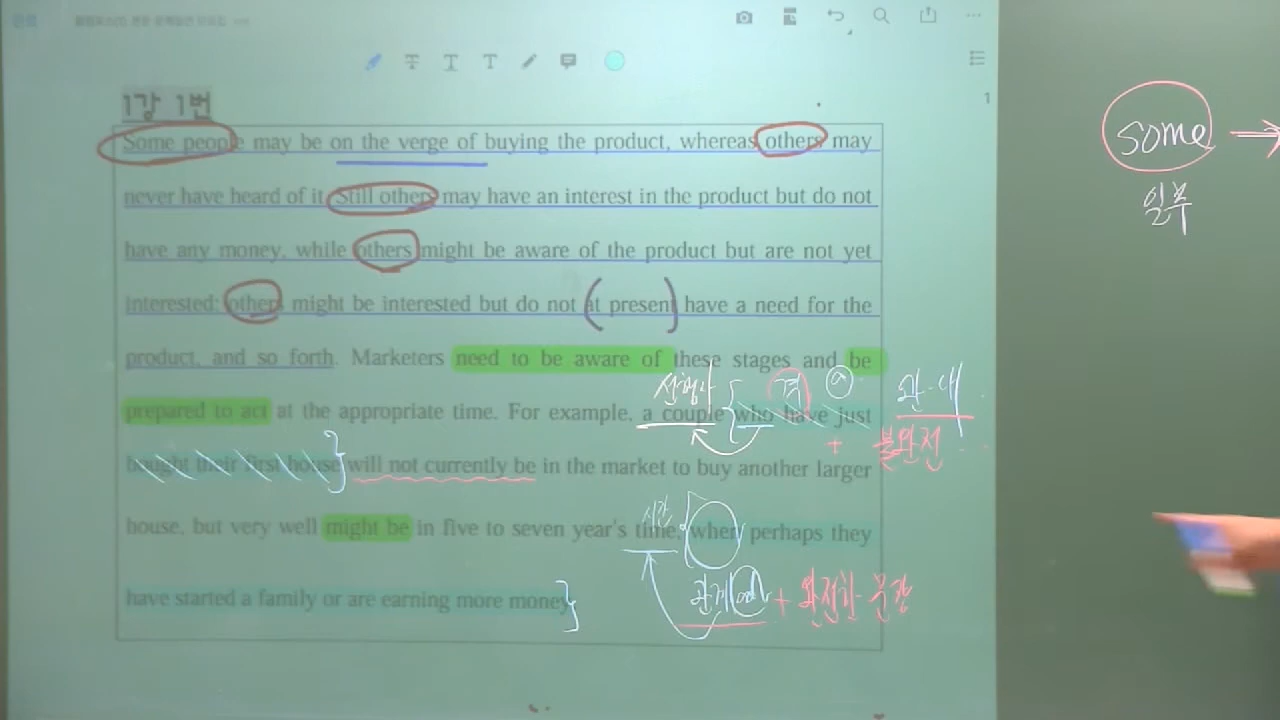 완료
1
1강 1번
Some people may be on the verge of buying the product, whereas others may
never have heard of it. Still others may have an interest in the product but do not
have any money, while others might be aware of the product but are not yet
interested; others might be interested but do not at present have a need for the
product, and so forth. Marketers need to be aware of these stages and be
prepared to act at the appropriate time. For example, a couple who have just
bought their first house will not currently be in the market to buy another larger
house, but very well might be in five to seven year's time, when perhaps they
have started a family or are earning more money.
선행사
관·대
+ 불완전
시간
관계 + 완전한 문장
some →
일부